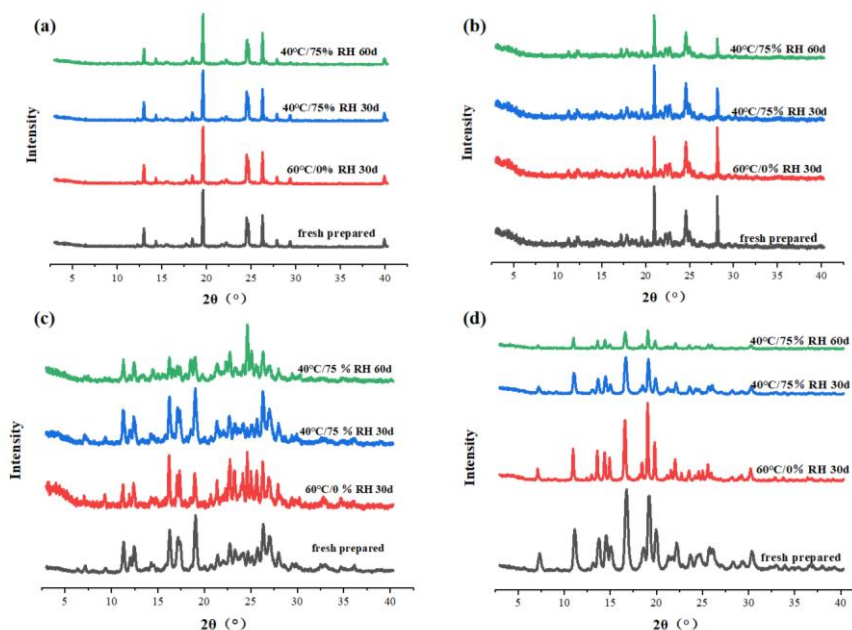 (a)
40°C/75% RH 60d
40°C/75% RH 30d
60°C/0% RH 30d
fresh prepared
Intensity
5 10 15 20 25 30 35 40
2θ (°)
(b)
40°C/75% RH 60d
40°C/75% RH 30d
60°C/0% RH 30d
fresh prepared
Intensity
5 10 15 20 25 30 35 40
2θ (°)
(c)
40°C/75 % RH 60d
40°C/75 % RH 30d
60°C/0 % RH 30d
fresh prepared
Intensity
5 10 15 20 25 30 35 40
2θ (°)
(d)
40°C/75% RH 60d
40°C/75% RH 30d
60°C/0% RH 30d
fresh prepared
Intensity
5 10 15 20 25 30 35 40
2θ (°)